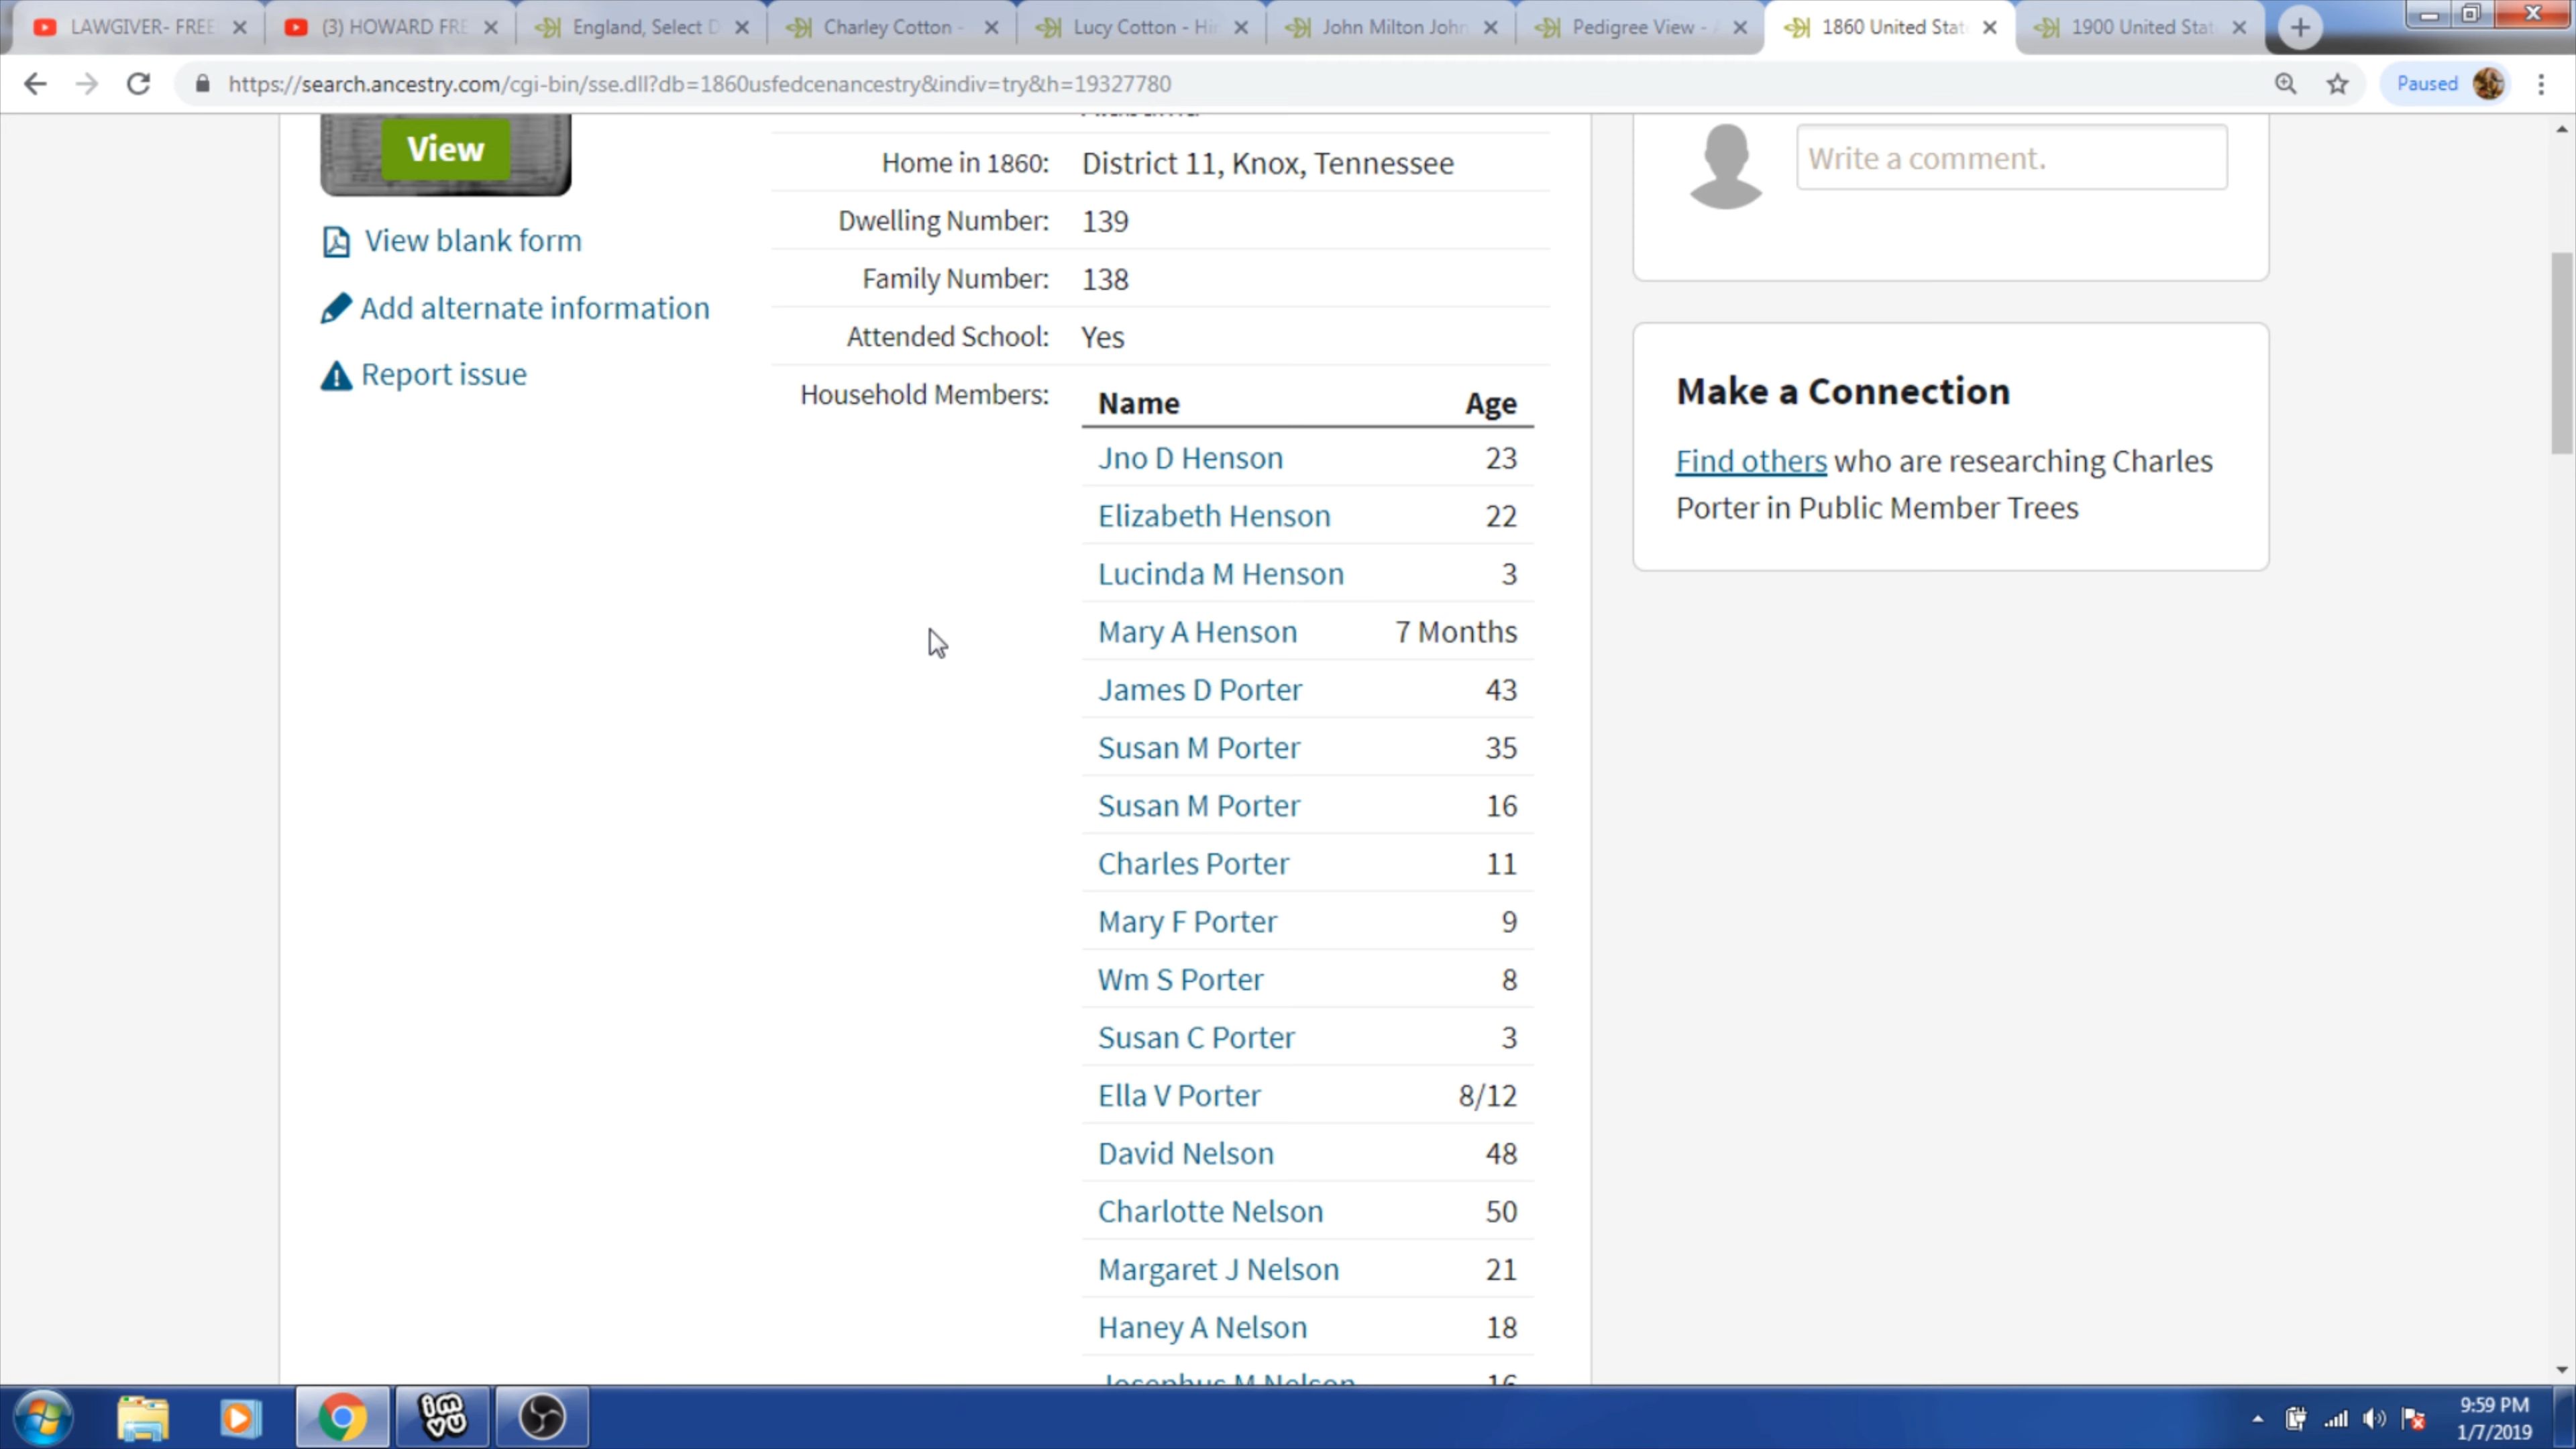 LAWGIVER- FREE
(3) HOWARD FRE
England, Select D
Charley Cotton -
Lucy Cotton - Hi
John Milton John
Pedigree View -
1860 United Stat
1900 United Stat
https://search.ancestry.com/cgi-bin/sse.dll?db=1860usfedcenancestry&indiv=try&h=19327780
Paused
View
View blank form
Add alternate information
Report issue
Home in 1860: District 11, Knox, Tennessee
Dwelling Number: 139
Family Number: 138
Attended School: Yes
Household Members: Name Age
Jno D Henson 23
Elizabeth Henson 22
Lucinda M Henson 3
Mary A Henson 7 Months
James D Porter 43
Susan M Porter 35
Susan M Porter 16
Charles Porter 11
Mary F Porter 9
Wm S Porter 8
Susan C Porter 3
Ella V Porter 8/12
David Nelson 48
Charlotte Nelson 50
Margaret J Nelson 21
Haney A Nelson 18
Josephus M Nelson 16
Write a comment.
Make a Connection
Find others who are researching Charles
Porter in Public Member Trees
imvu
9:59 PM
1/7/2019